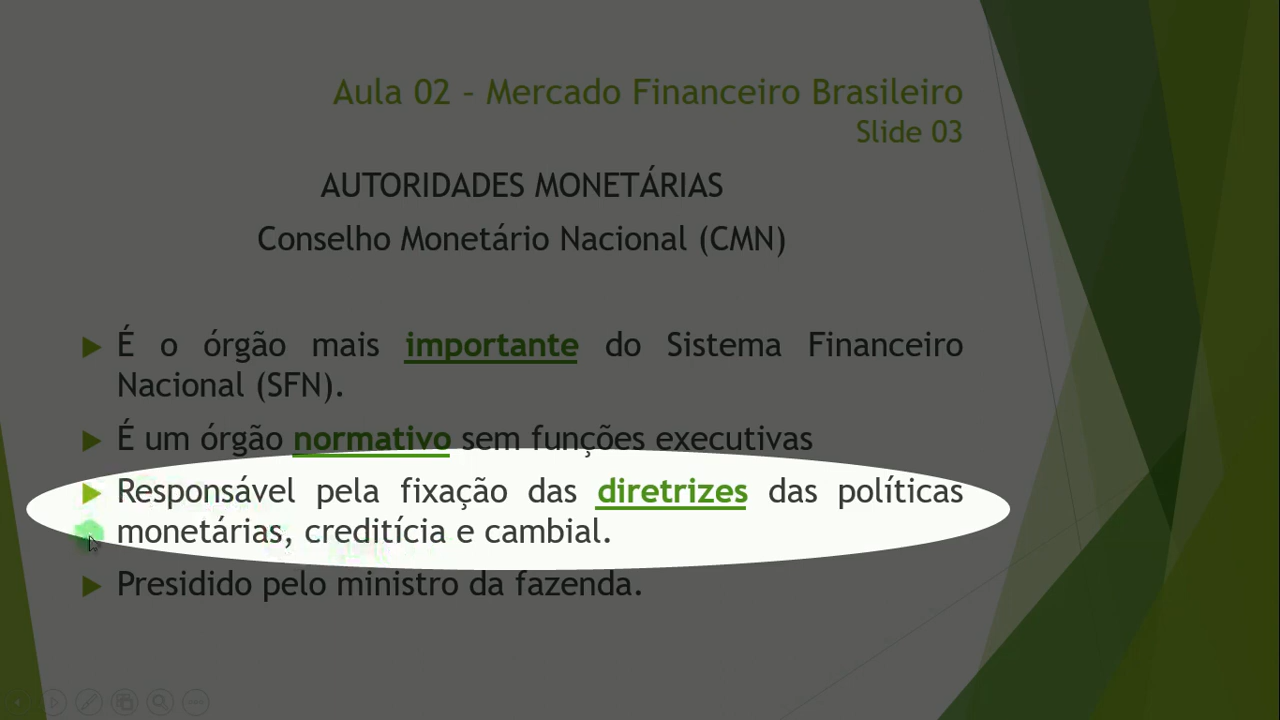 Aula 02 – Mercado Financeiro Brasileiro
Slide 03
AUTORIDADES MONETÁRIAS
Conselho Monetário Nacional (CMN)
É o órgão mais importante do Sistema Financeiro
Nacional (SFN).
É um órgão normativo sem funções executivas
Responsável pela fixação das diretrizes das políticas
monetárias, creditícia e cambial.
Presidido pelo ministro da fazenda.